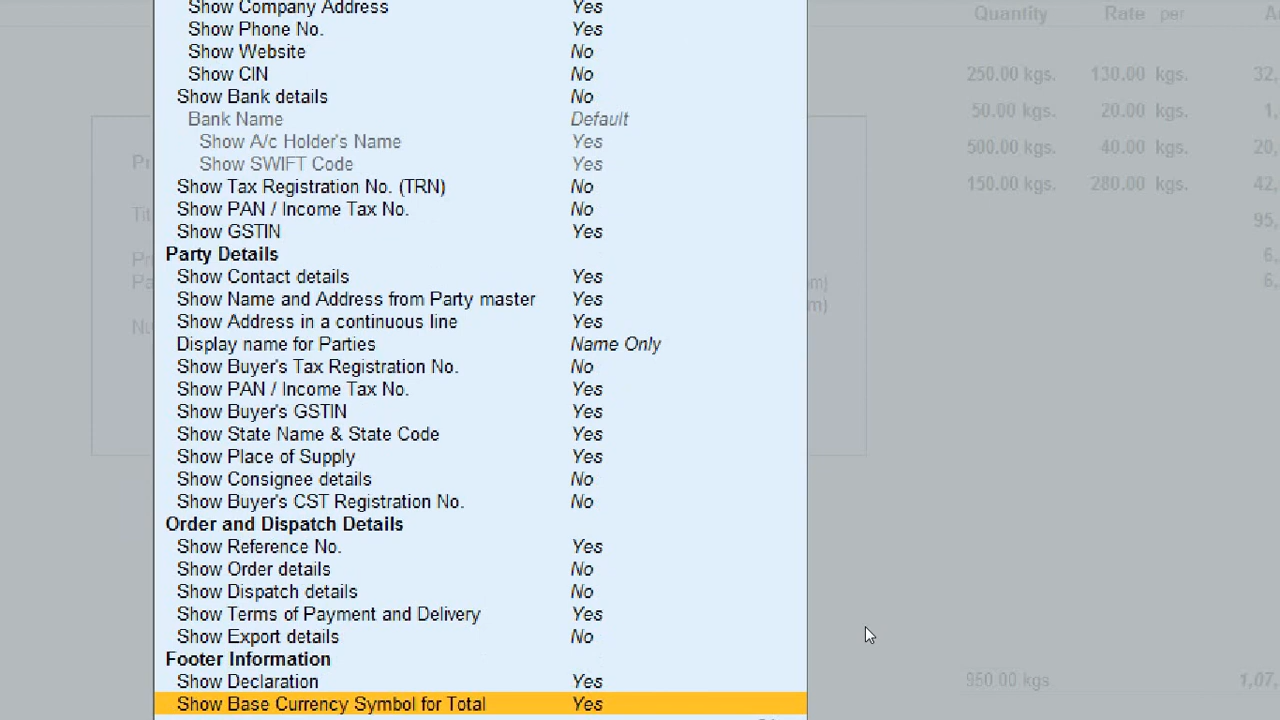 Show Company Address Yes
Show Phone No. Yes
Show Website No
Show CIN No
Show Bank details No
Bank Name Default
Show A/c Holder's Name Yes
Show SWIFT Code Yes
Show Tax Registration No. (TRN) No
Show PAN / Income Tax No. No
Show GSTIN Yes
Party Details
Show Contact details Yes
Show Name and Address from Party master Yes
Show Address in a continuous line Yes
Display name for Parties Name Only
Show Buyer's Tax Registration No. No
Show PAN / Income Tax No. Yes
Show Buyer's GSTIN Yes
Show State Name & State Code Yes
Show Place of Supply Yes
Show Consignee details No
Show Buyer's CST Registration No. No
Order and Dispatch Details
Show Reference No. Yes
Show Order details No
Show Dispatch details No
Show Terms of Payment and Delivery Yes
Show Export details No
Footer Information
Show Declaration Yes
Show Base Currency Symbol for Total Yes
Quantity Rate per
250.00 kgs. 130.00 kgs. 32,
50.00 kgs. 20.00 kgs. 1,
500.00 kgs. 40.00 kgs. 20,
150.00 kgs. 280.00 kgs. 42,
95,
6,
6,
950.00 kgs 1,07,